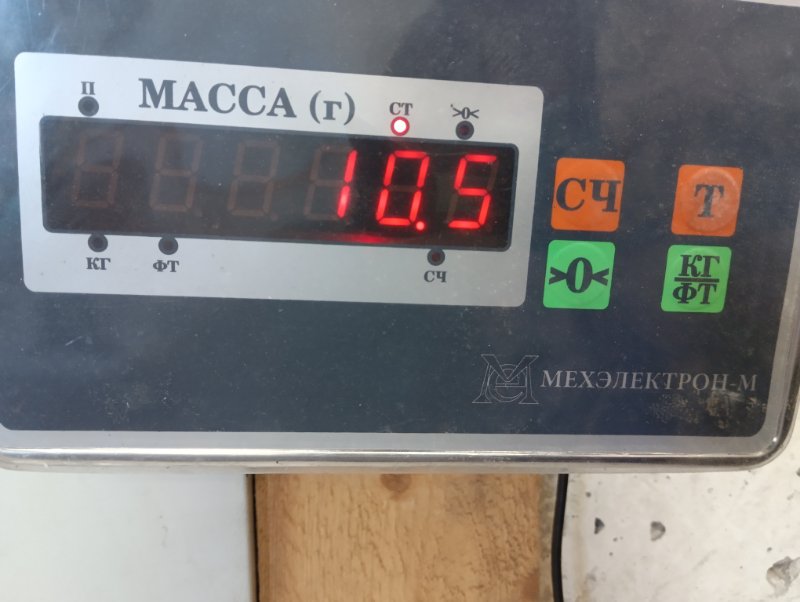 П МАССА (г) СТ >0<
10.5
КГ ФТ СЧ
СЧ Т
>0< КГ
ФТ
МЕХЭЛЕКТРОН-М